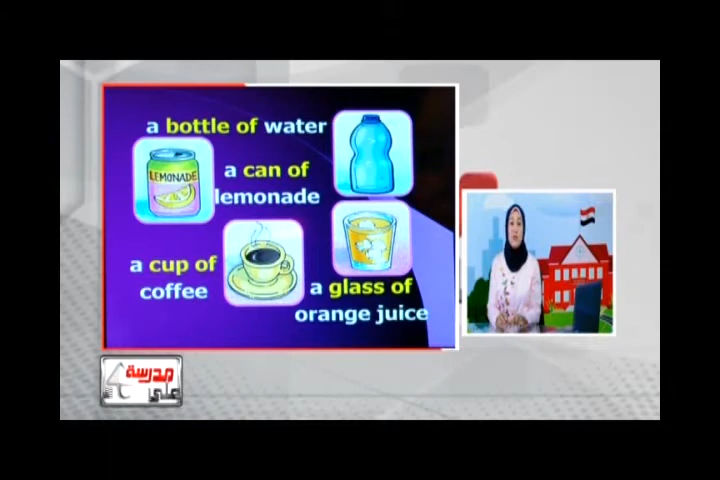 a bottle of water
LEMONADE
a can of
lemonade
a cup of
coffee
a glass of
orange juice
مدرسة
على